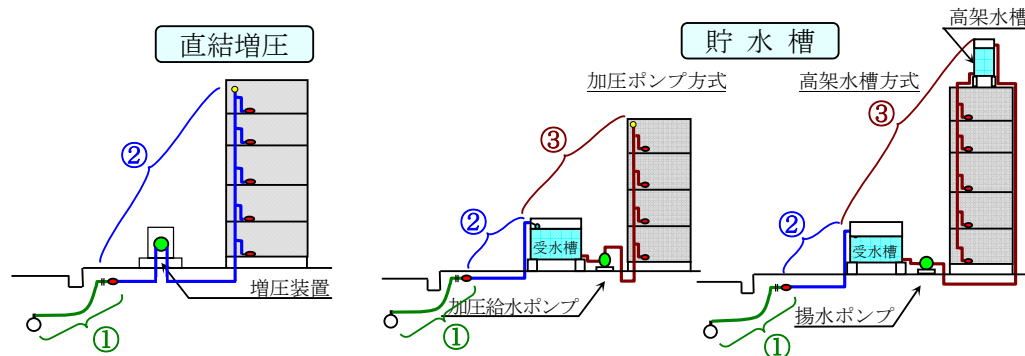 直結増圧
②
増圧装置
①
貯水槽
加圧ポンプ方式
③
②
受水槽
加圧給水ポンプ
①
高架水槽
高架水槽方式
③
②
受水槽
揚水ポンプ
①